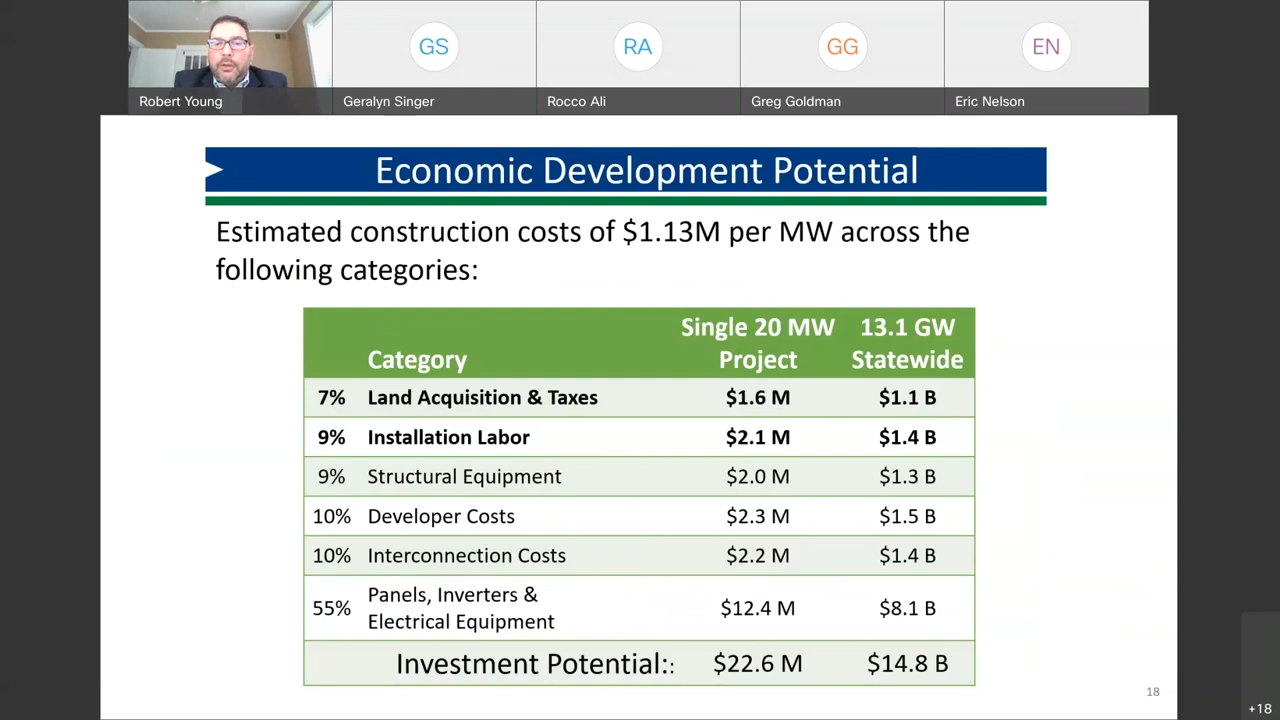 GS
RA
GG
EN
Robert Young
Geralyn Singer
Rocco Ali
Greg Goldman
Eric Nelson
Economic Development Potential
Estimated construction costs of $1.13M per MW across the
following categories:
Single 20 MW 13.1 GW
Category Project Statewide
7% Land Acquisition & Taxes $1.6 M $1.1 B
9% Installation Labor $2.1 M $1.4 B
9% Structural Equipment $2.0 M $1.3 B
10% Developer Costs $2.3 M $1.5 B
10% Interconnection Costs $2.2 M $1.4 B
Panels, Inverters &
55% Electrical Equipment $12.4 M $8.1 B
Investment Potential:: $22.6 M $14.8 B
18
+18